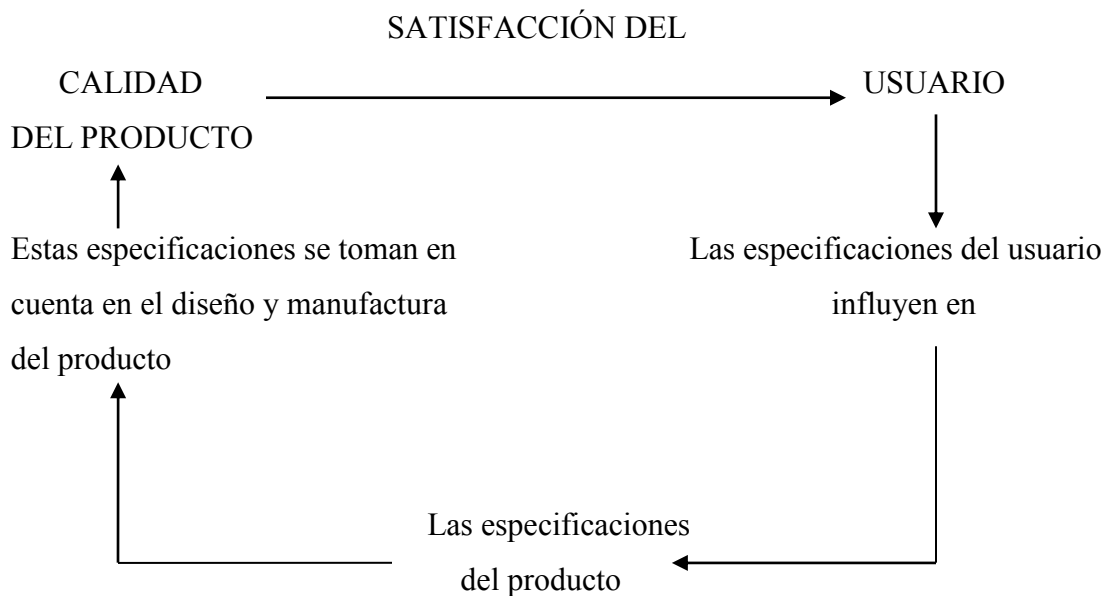 SATISFACCIÓN DEL
CALIDAD
USUARIO
DEL PRODUCTO
Estas especificaciones se toman en
cuenta en el diseño y manufactura
del producto
Las especificaciones del usuario
influyen en
Las especificaciones
del producto